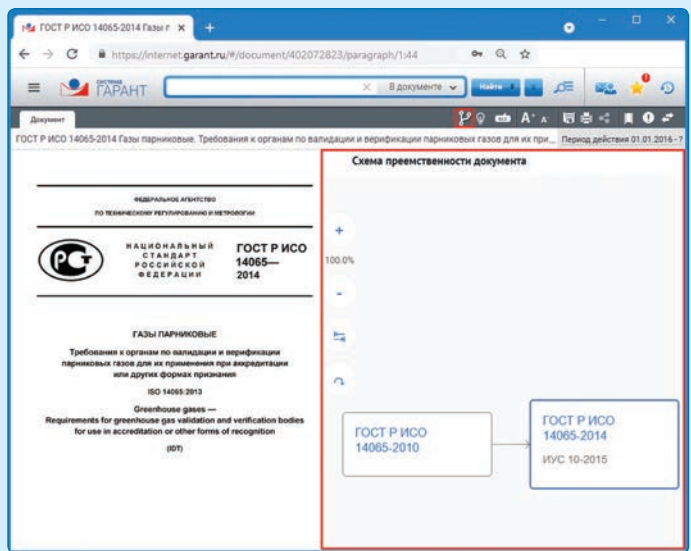 ГОСТ Р ИСО 14065-2014 Газы г
https://internet.garant.ru/#/document/402072823/paragraph/1:44
система
ГАРАНТ
В документе
Найти
Документ
ГОСТ Р ИСО 14065-2014 Газы парниковые. Требования к органам по валидации и верификации парниковых газов для их при...
Период действия 01.01.2016 - ?
ФЕДЕРАЛЬНОЕ АГЕНТСТВО
ПО ТЕХНИЧЕСКОМУ РЕГУЛИРОВАНИЮ И МЕТРОЛОГИИ
НАЦИОНАЛЬНЫЙ
СТАНДАРТ
РОССИЙСКОЙ
ФЕДЕРАЦИИ
ГОСТ Р ИСО
14065—
2014
ГАЗЫ ПАРНИКОВЫЕ
Требования к органам по валидации и верификации
парниковых газов для их применения при аккредитации
или других формах признания
ISO 14065:2013
Greenhouse gases —
Requirements for greenhouse gas validation and verification bodies
for use in accreditation or other forms of recognition
(IDT)
Схема преемственности документа
+
100.0%
-
ГОСТ Р ИСО
14065-2010
ГОСТ Р ИСО
14065-2014
ИУС 10-2015